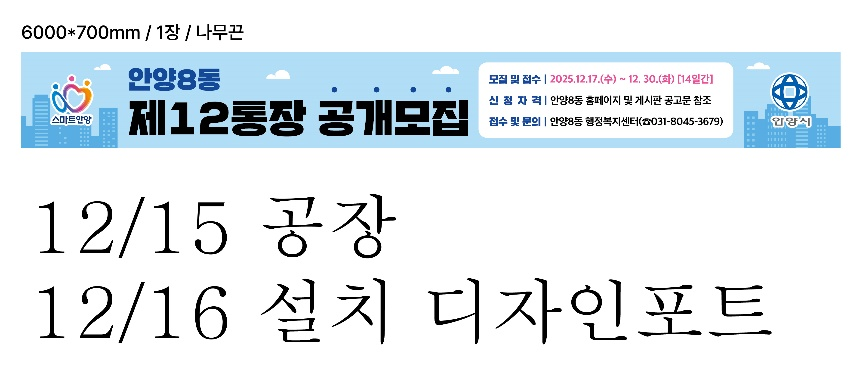 6000*700mm / 1장 / 나무끈
스마트안양
안양8동
제12통장 공개모집
모집 및 접수 | 2025.12.17.(수) ~ 12. 30.(화) [14일간]
신 청 자 격 | 안양8동 홈페이지 및 게시판 공고문 참조
접수 및 문의 | 안양8동 행정복지센터(☎031-8045-3679)
안양시
12/15 공장
12/16 설치 디자인포트